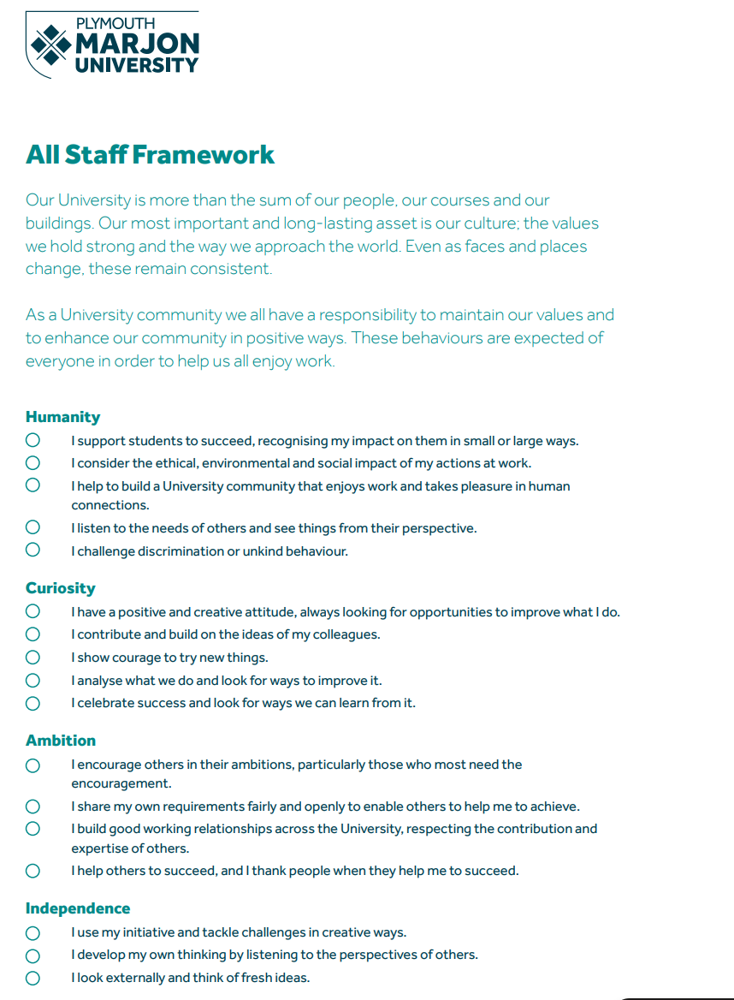 PLYMOUTH
MARJON
UNIVERSITY
All Staff Framework
Our University is more than the sum of our people, our courses and our
buildings. Our most important and long-lasting asset is our culture; the values
we hold strong and the way we approach the world. Even as faces and places
change, these remain consistent.
As a University community we all have a responsibility to maintain our values and
to enhance our community in positive ways. These behaviours are expected of
everyone in order to help us all enjoy work.
Humanity
I support students to succeed, recognising my impact on them in small or large ways.
I consider the ethical, environmental and social impact of my actions at work.
I help to build a University community that enjoys work and takes pleasure in human
connections.
I listen to the needs of others and see things from their perspective.
I challenge discrimination or unkind behaviour.
Curiosity
I have a positive and creative attitude, always looking for opportunities to improve what I do.
I contribute and build on the ideas of my colleagues.
I show courage to try new things.
I analyse what we do and look for ways to improve it.
I celebrate success and look for ways we can learn from it.
Ambition
I encourage others in their ambitions, particularly those who most need the
encouragement.
I share my own requirements fairly and openly to enable others to help me to achieve.
I build good working relationships across the University, respecting the contribution and
expertise of others.
I help others to succeed, and I thank people when they help me to succeed.
Independence
I use my initiative and tackle challenges in creative ways.
I develop my own thinking by listening to the perspectives of others.
I look externally and think of fresh ideas.